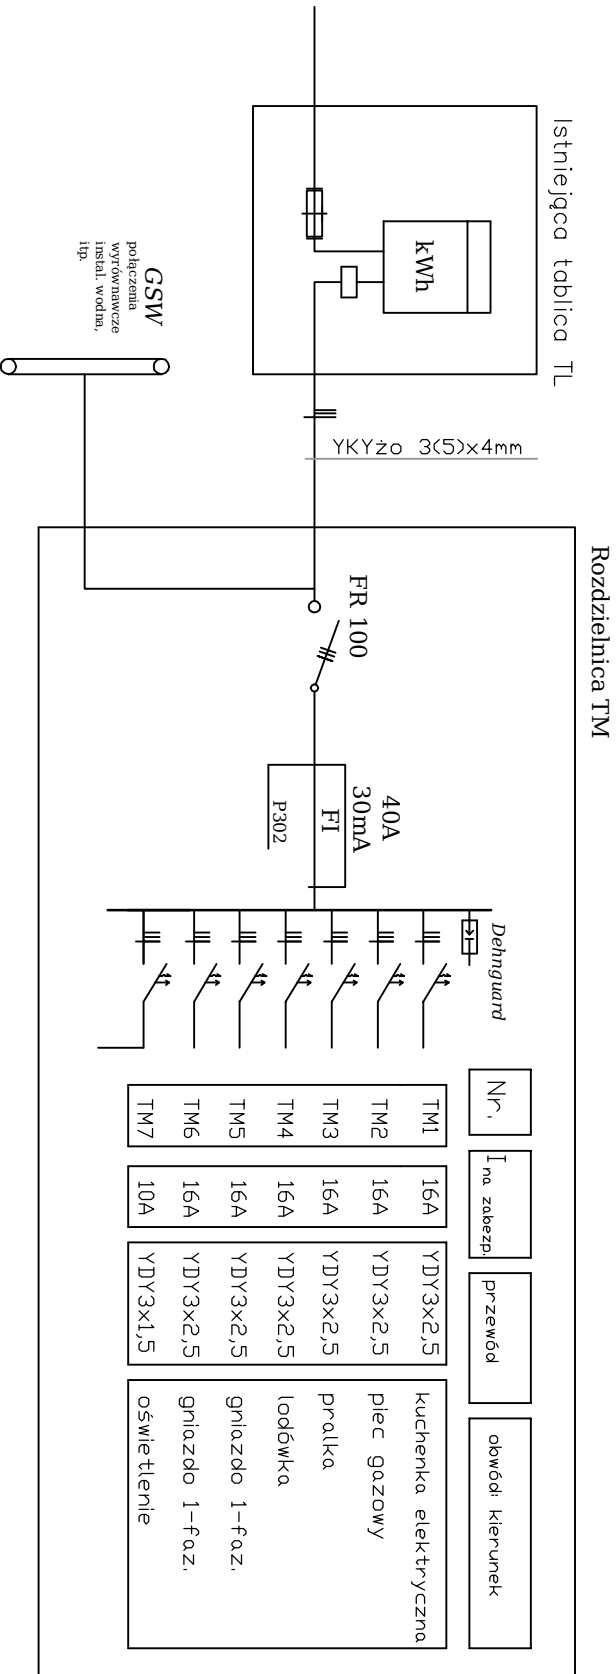 Istniejąca tablica TL
kWh
GSW
połączenia
wyrównawcze
instal. wodna,
itp.
YKYżo 3(5)x4mm
Rozdzielnica TM
FR 100
40A
30mA
FI
P302
Dehnguard
Nr.
I na zabezp.
przewód
obwód: kierunek
TM1 16A YDY3x2,5 kuchenka elektryczna
TM2 16A YDY3x2,5 piec gazowy
TM3 16A YDY3x2,5 pralka
TM4 16A YDY3x2,5 lodówka
TM5 16A YDY3x2,5 gniazdo 1-faz.
TM6 16A YDY3x2,5 gniazdo 1-faz.
TM7 10A YDY3x1,5 oświetlenie